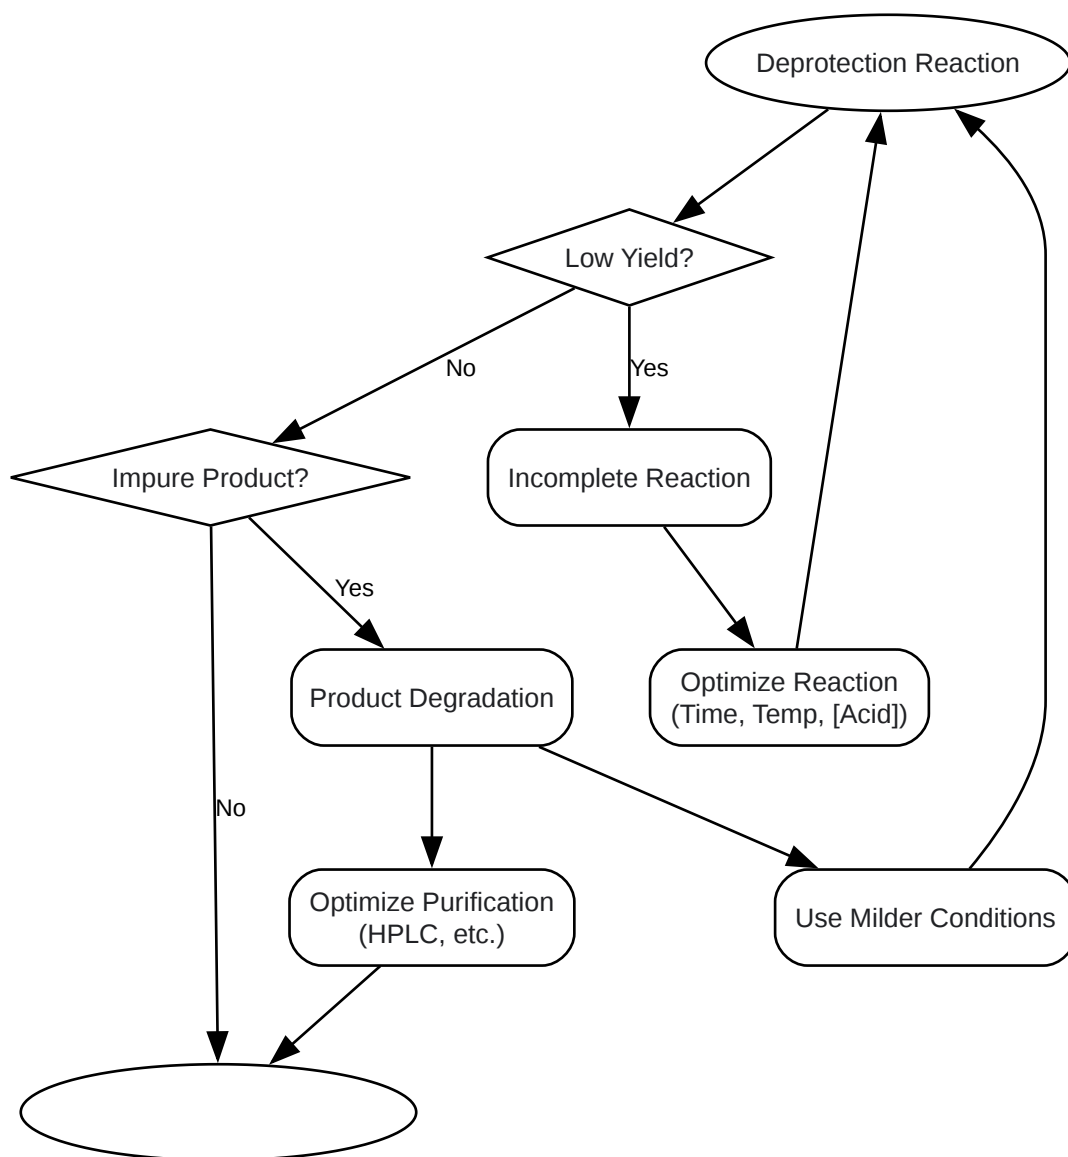 Deprotection Reaction
Low Yield?
No
Yes
Impure Product?
Incomplete Reaction
Yes
Product Degradation
Optimize Reaction
(Time, Temp, [Acid])
No
Optimize Purification
(HPLC, etc.)
Use Milder Conditions